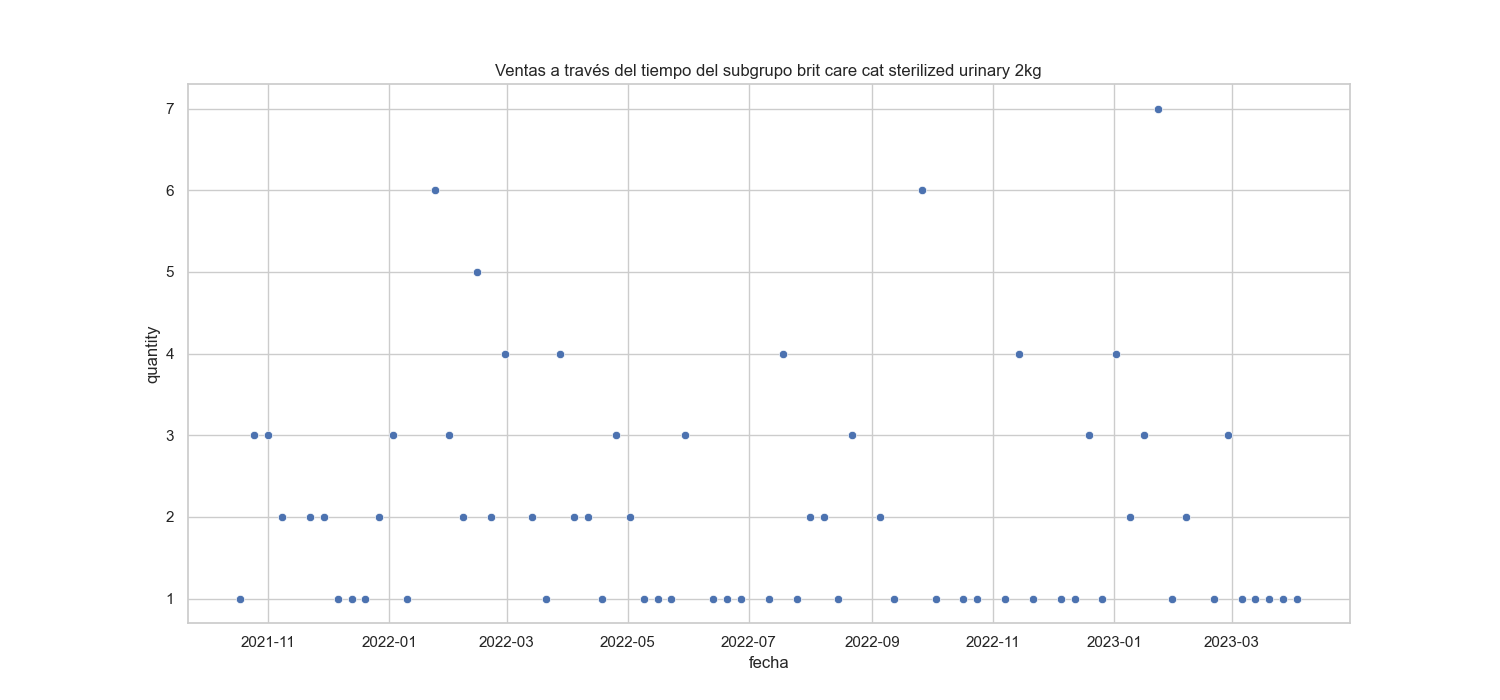 Ventas a través del tiempo del subgrupo brit care cat sterilized urinary 2kg
7
6
5
4
3
2
1
quantity
2021-11 2022-01 2022-03 2022-05 2022-07 2022-09 2022-11 2023-01 2023-03
fecha